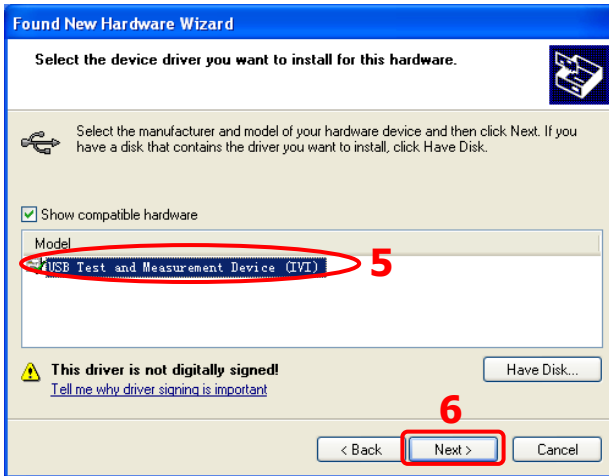 Found New Hardware Wizard
Select the device driver you want to install for this hardware.
Select the manufacturer and model of your hardware device and then click Next. If you
have a disk that contains the driver you want to install, click Have Disk.
Show compatible hardware
Model
USB Test and Measurement Device (IVI)
5
This driver is not digitally signed!
Tell me why driver signing is important
Have Disk...
6
< Back
Next >
Cancel